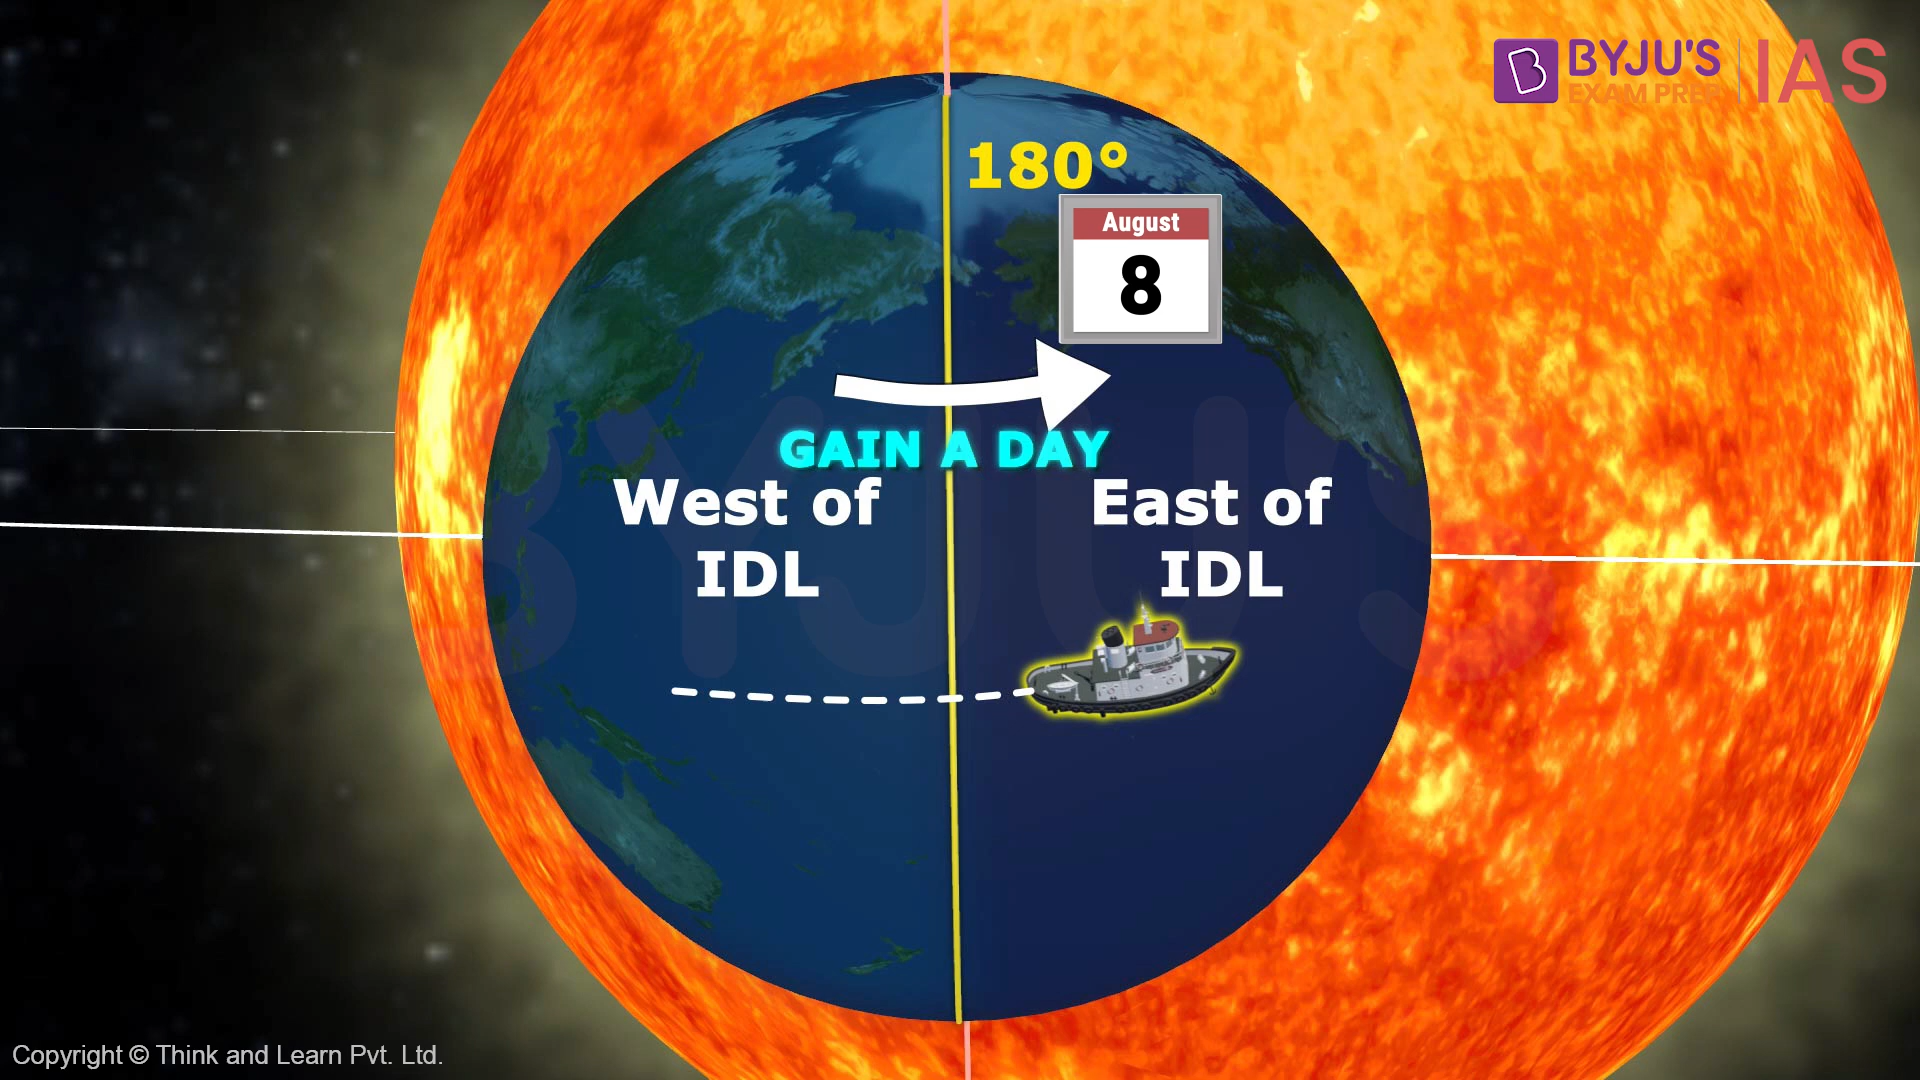 BYJU'S
EXAM PREP
IAS
180°
August
8
GAIN A DAY
West of
IDL
East of
IDL
BYJU'S
Copyright © Think and Learn Pvt. Ltd.